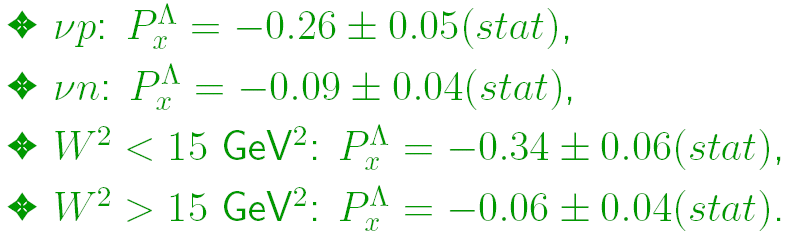 ❖ νp: P_x^Λ = −0.26 ± 0.05(stat),
❖ νn: P_x^Λ = −0.09 ± 0.04(stat),
❖ W² < 15 GeV²: P_x^Λ = −0.34 ± 0.06(stat),
❖ W² > 15 GeV²: P_x^Λ = −0.06 ± 0.04(stat).